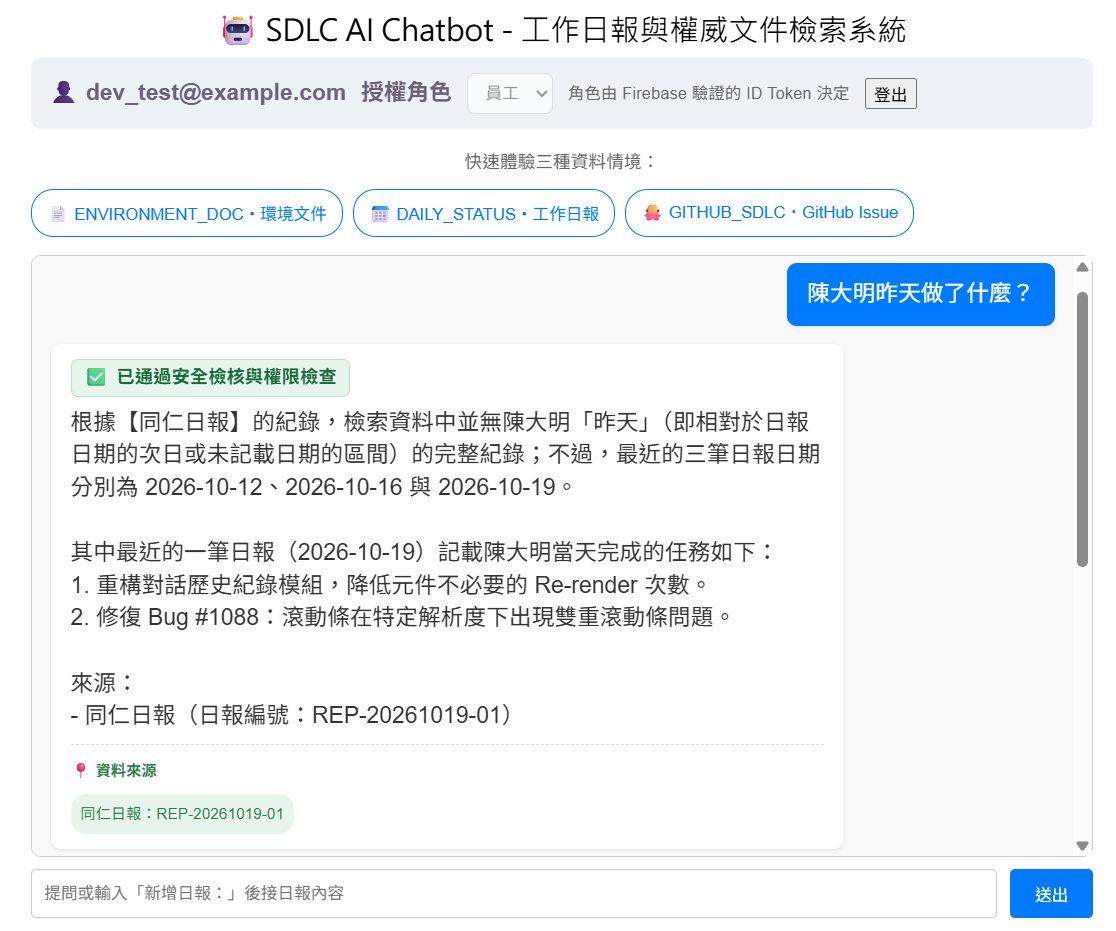 SDLC AI Chatbot - 工作日報與權威文件檢索系統
dev_test@example.com 授權角色 員工 角色由 Firebase 驗證的 ID Token 決定 登出
快速體驗三種資料情境：
ENVIRONMENT_DOC・環境文件 DAILY_STATUS・工作日報 GITHUB_SDLC・GitHub Issue
陳大明昨天做了什麼？
已通過安全檢核與權限檢查
根據【同仁日報】的紀錄，檢索資料中並無陳大明「昨天」（即相對於日報
日期的次日或未記載日期的區間）的完整紀錄；不過，最近的三筆日報日期
分別為 2026-10-12、2026-10-16 與 2026-10-19。
其中最近的一筆日報（2026-10-19）記載陳大明當天完成的任務如下：
1. 重構對話歷史紀錄模組，降低元件不必要的 Re-render 次數。
2. 修復 Bug #1088：滾動條在特定解析度下出現雙重滾動條問題。
來源：
- 同仁日報（日報編號：REP-20261019-01）
資料來源
同仁日報：REP-20261019-01
提問或輸入「新增日報：」後接日報內容 送出